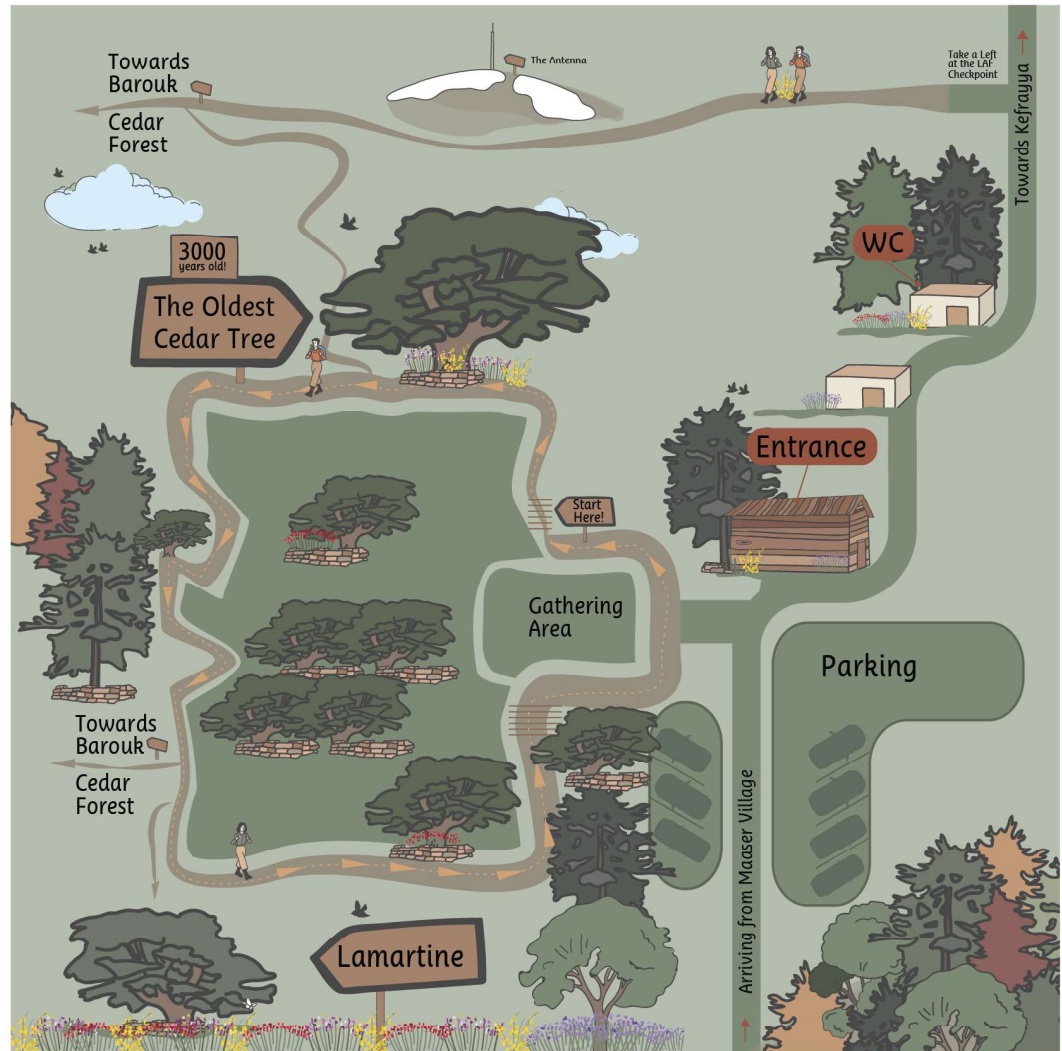 Towards
Barouk
Cedar
Forest
The Antenna
Take a Left
at the LAF
Checkpoint
Towards Kefrayya
WC
3000
years old!
The Oldest
Cedar Tree
Entrance
Start
Here!
Gathering
Area
Parking
Towards
Barouk
Cedar
Forest
Arriving from Maaser Village
Lamartine